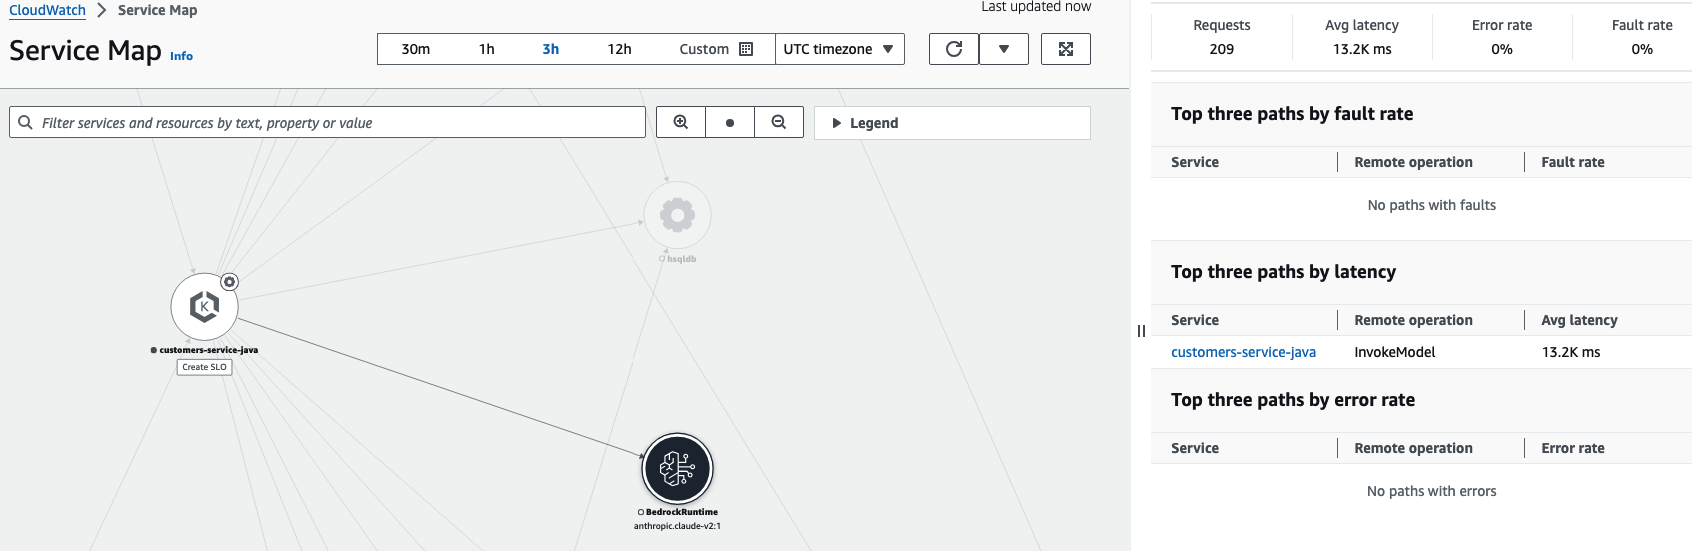 CloudWatch > Service Map
Last updated now
Service Map Info
30m 1h 3h 12h Custom UTC timezone
Filter services and resources by text, property or value
Legend
hsqldb
K
customers-service-java
Create SLO
BedrockRuntime
anthropic.claude-v2:1
Requests Avg latency Error rate Fault rate
209 13.2K ms 0% 0%
Top three paths by fault rate
Service Remote operation Fault rate
No paths with faults
Top three paths by latency
Service Remote operation Avg latency
customers-service-java InvokeModel 13.2K ms
Top three paths by error rate
Service Remote operation Error rate
No paths with errors